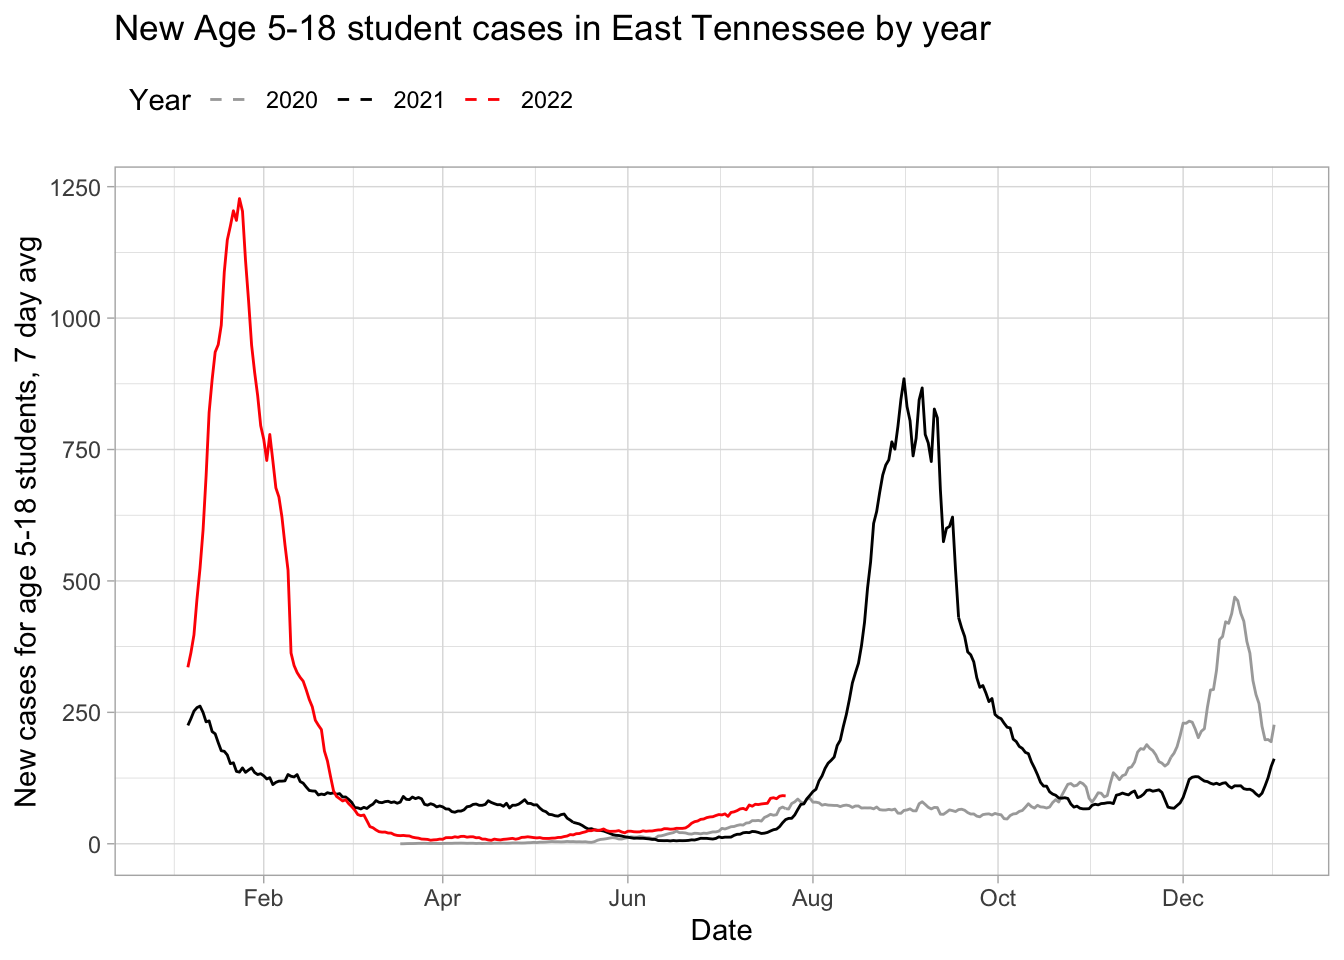 New Age 5-18 student cases in East Tennessee by year
Year 2020 2021 2022
New cases for age 5-18 students, 7 day avg
1250
1000
750
500
250
0
Feb Apr Jun Aug Oct Dec
Date